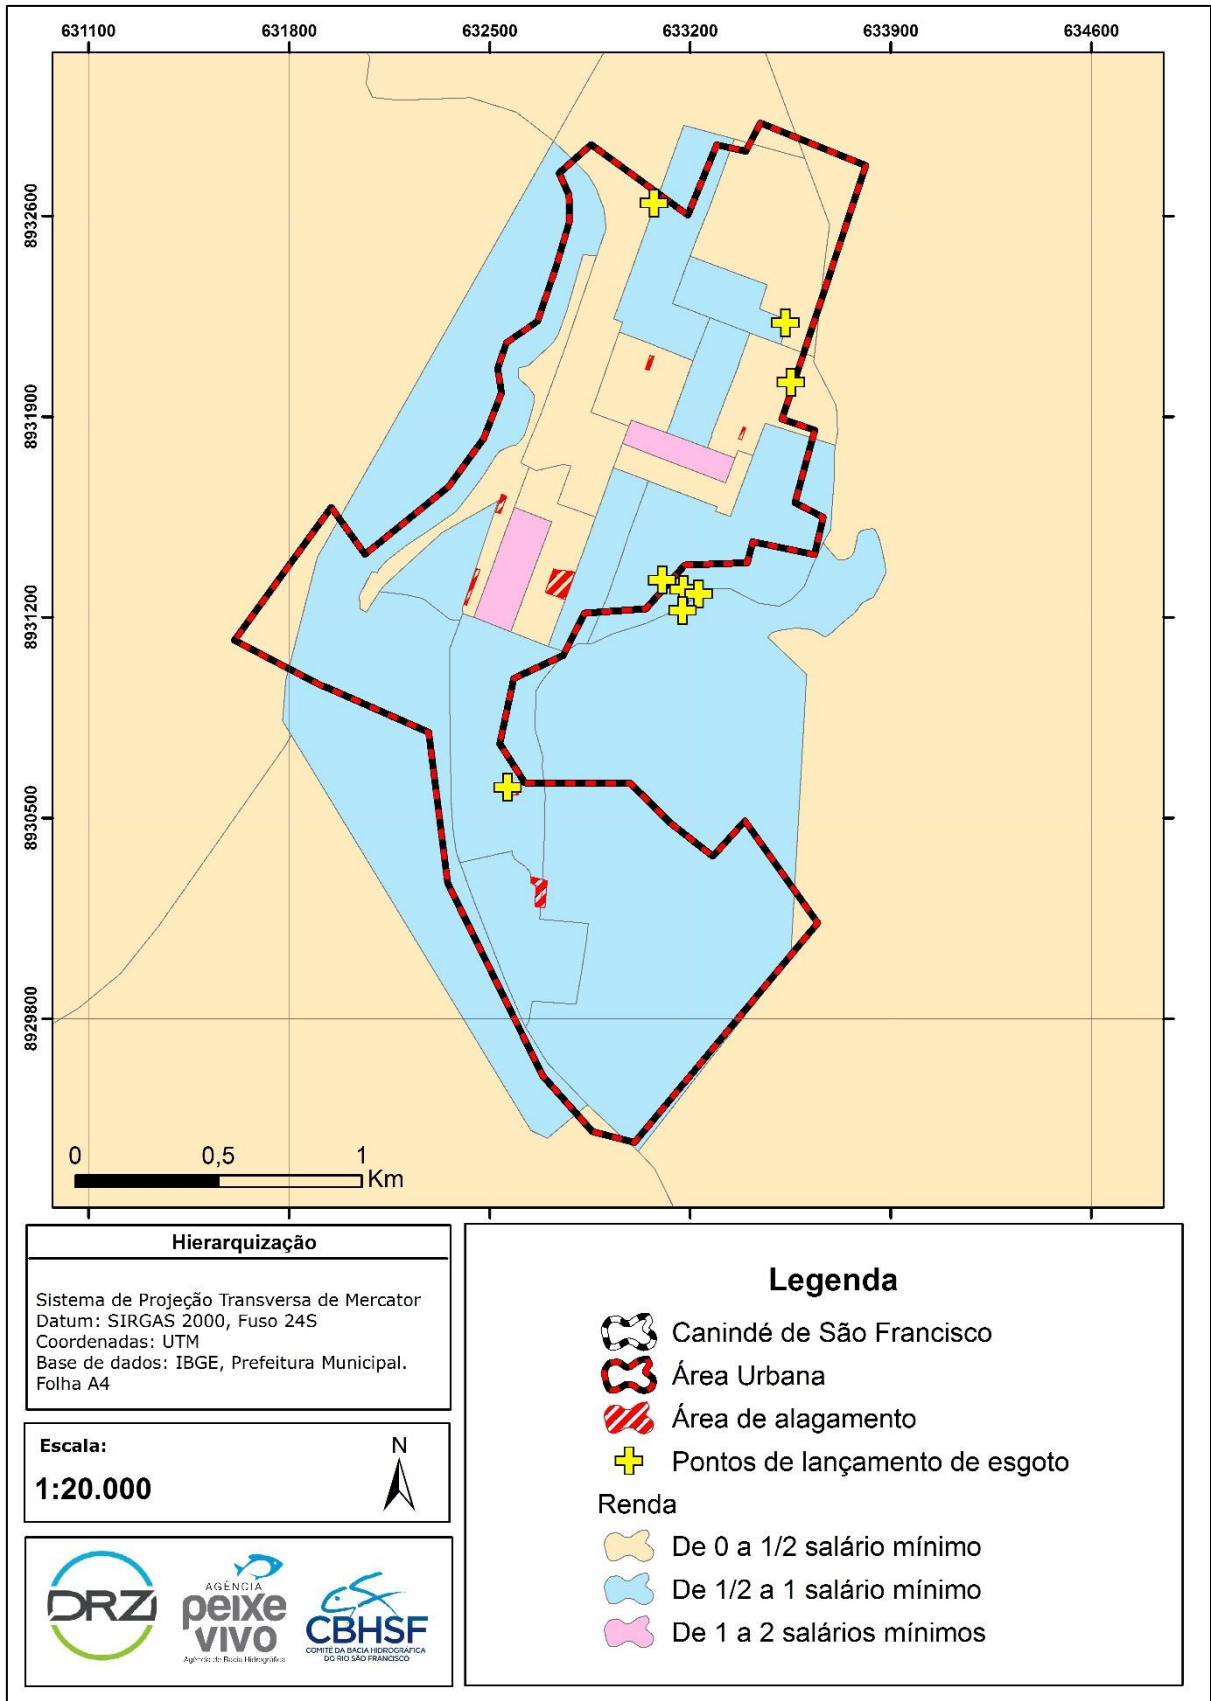 631100 631800 632500 633200 633900 634600
8932600
8931900
8931200
8930500
8929800
0 0,5 1
Km
Hierarquização
Sistema de Projeção Transversa de Mercator
Datum: SIRGAS 2000, Fuso 24S
Coordenadas: UTM
Base de dados: IBGE, Prefeitura Municipal.
Folha A4
Escala:
1:20.000
N
DRZ
AGÊNCIA
peixe
vivo
Agência de Bacia Hidrográfica
CBHSF
COMITÊ DA BACIA HIDROGRÁFICA
DO RIO SÃO FRANCISCO
Legenda
Canindé de São Francisco
Área Urbana
Área de alagamento
Pontos de lançamento de esgoto
Renda
De 0 a 1/2 salário mínimo
De 1/2 a 1 salário mínimo
De 1 a 2 salários mínimos